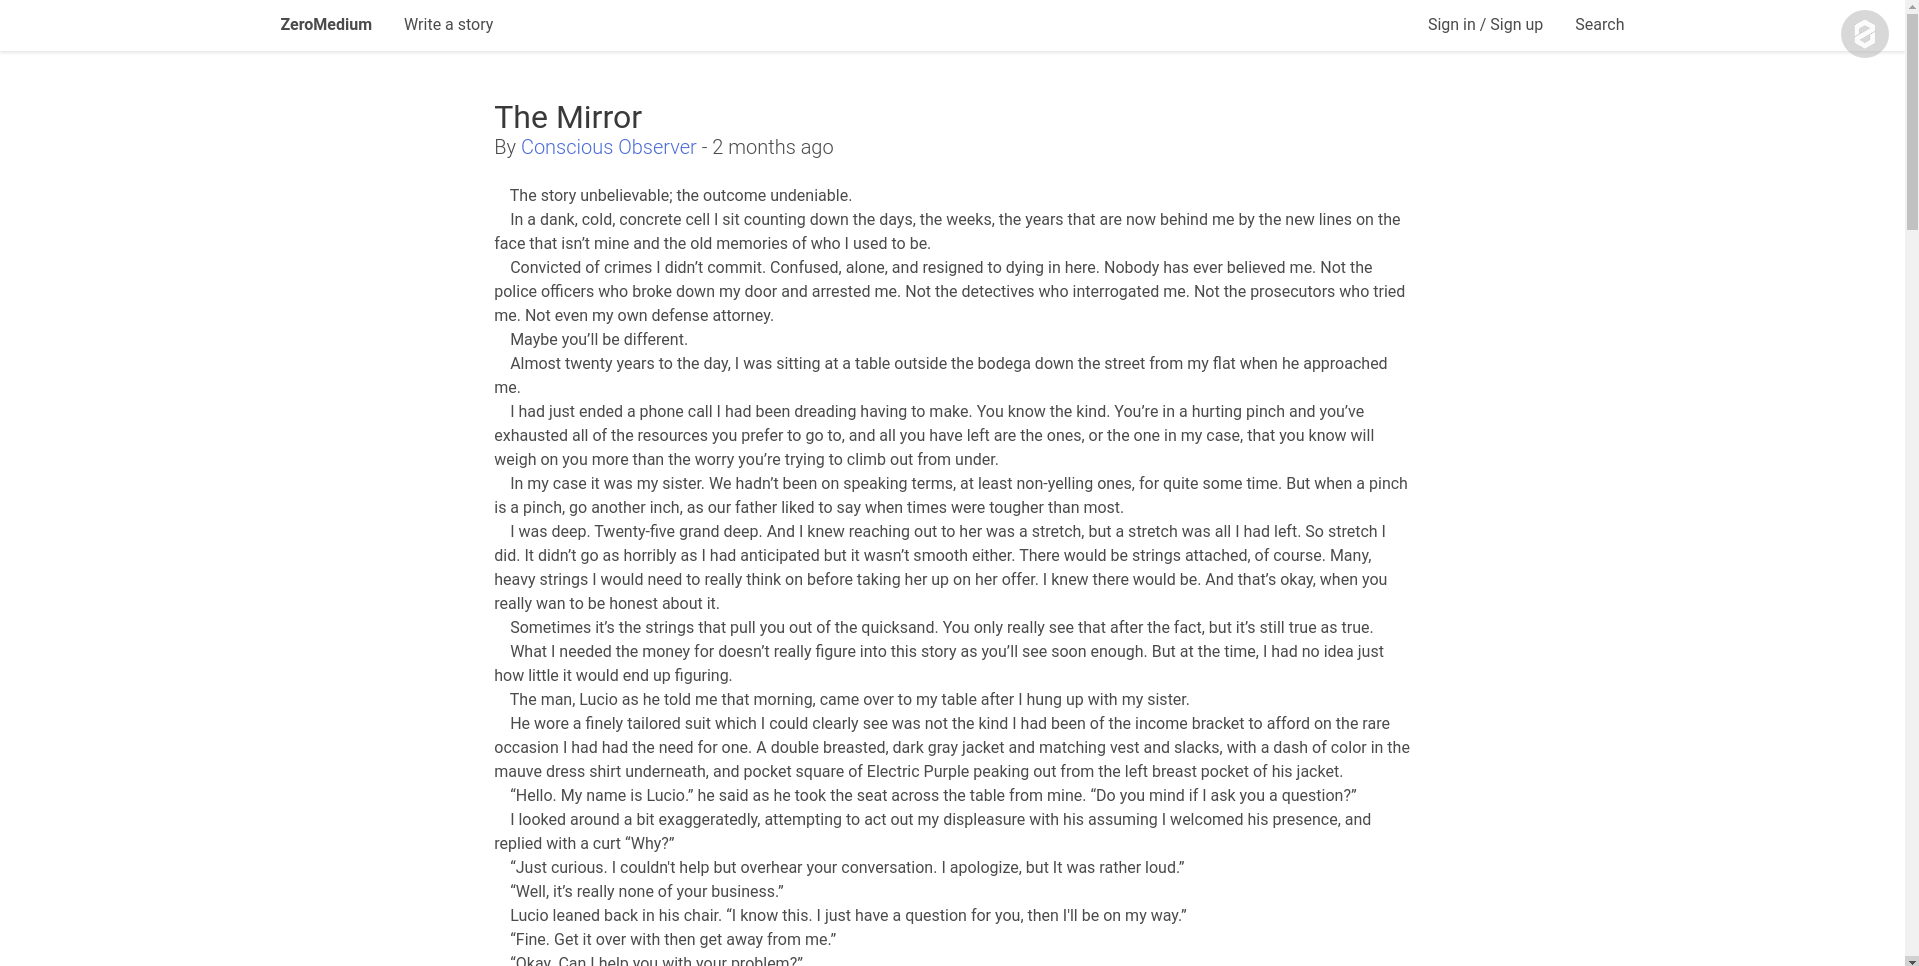 ZeroMedium
Write a story
Sign in / Sign up
Search
The Mirror
By Conscious Observer - 2 months ago
The story unbelievable; the outcome undeniable.
In a dank, cold, concrete cell I sit counting down the days, the weeks, the years that are now behind me by the new lines on the
face that isn’t mine and the old memories of who I used to be.
Convicted of crimes I didn’t commit. Confused, alone, and resigned to dying in here. Nobody has ever believed me. Not the
police officers who broke down my door and arrested me. Not the detectives who interrogated me. Not the prosecutors who tried
me. Not even my own defense attorney.
Maybe you’ll be different.
Almost twenty years to the day, I was sitting at a table outside the bodega down the street from my flat when he approached
me.
I had just ended a phone call I had been dreading having to make. You know the kind. You’re in a hurting pinch and you’ve
exhausted all of the resources you prefer to go to, and all you have left are the ones, or the one in my case, that you know will
weigh on you more than the worry you’re trying to climb out from under.
In my case it was my sister. We hadn’t been on speaking terms, at least non-yelling ones, for quite some time. But when a pinch
is a pinch, go another inch, as our father liked to say when times were tougher than most.
I was deep. Twenty-five grand deep. And I knew reaching out to her was a stretch, but a stretch was all I had left. So stretch I
did. It didn’t go as horribly as I had anticipated but it wasn’t smooth either. There would be strings attached, of course. Many,
heavy strings I would need to really think on before taking her up on her offer. I knew there would be. And that’s okay, when you
really wan to be honest about it.
Sometimes it’s the strings that pull you out of the quicksand. You only really see that after the fact, but it’s still true as true.
What I needed the money for doesn’t really figure into this story as you’ll see soon enough. But at the time, I had no idea just
how little it would end up figuring.
The man, Lucio as he told me that morning, came over to my table after I hung up with my sister.
He wore a finely tailored suit which I could clearly see was not the kind I had been of the income bracket to afford on the rare
occasion I had had the need for one. A double breasted, dark gray jacket and matching vest and slacks, with a dash of color in the
mauve dress shirt underneath, and pocket square of Electric Purple peaking out from the left breast pocket of his jacket.
“Hello. My name is Lucio.” he said as he took the seat across the table from mine. “Do you mind if I ask you a question?”
I looked around a bit exaggeratedly, attempting to act out my displeasure with his assuming I welcomed his presence, and
replied with a curt “Why?”
“Just curious. I couldn't help but overhear your conversation. I apologize, but It was rather loud.”
“Well, it’s really none of your business.”
Lucio leaned back in his chair. “I know this. I just have a question for you, then I'll be on my way.”
“Fine. Get it over with then get away from me.”
“Okay. Can I help you with your problem?”